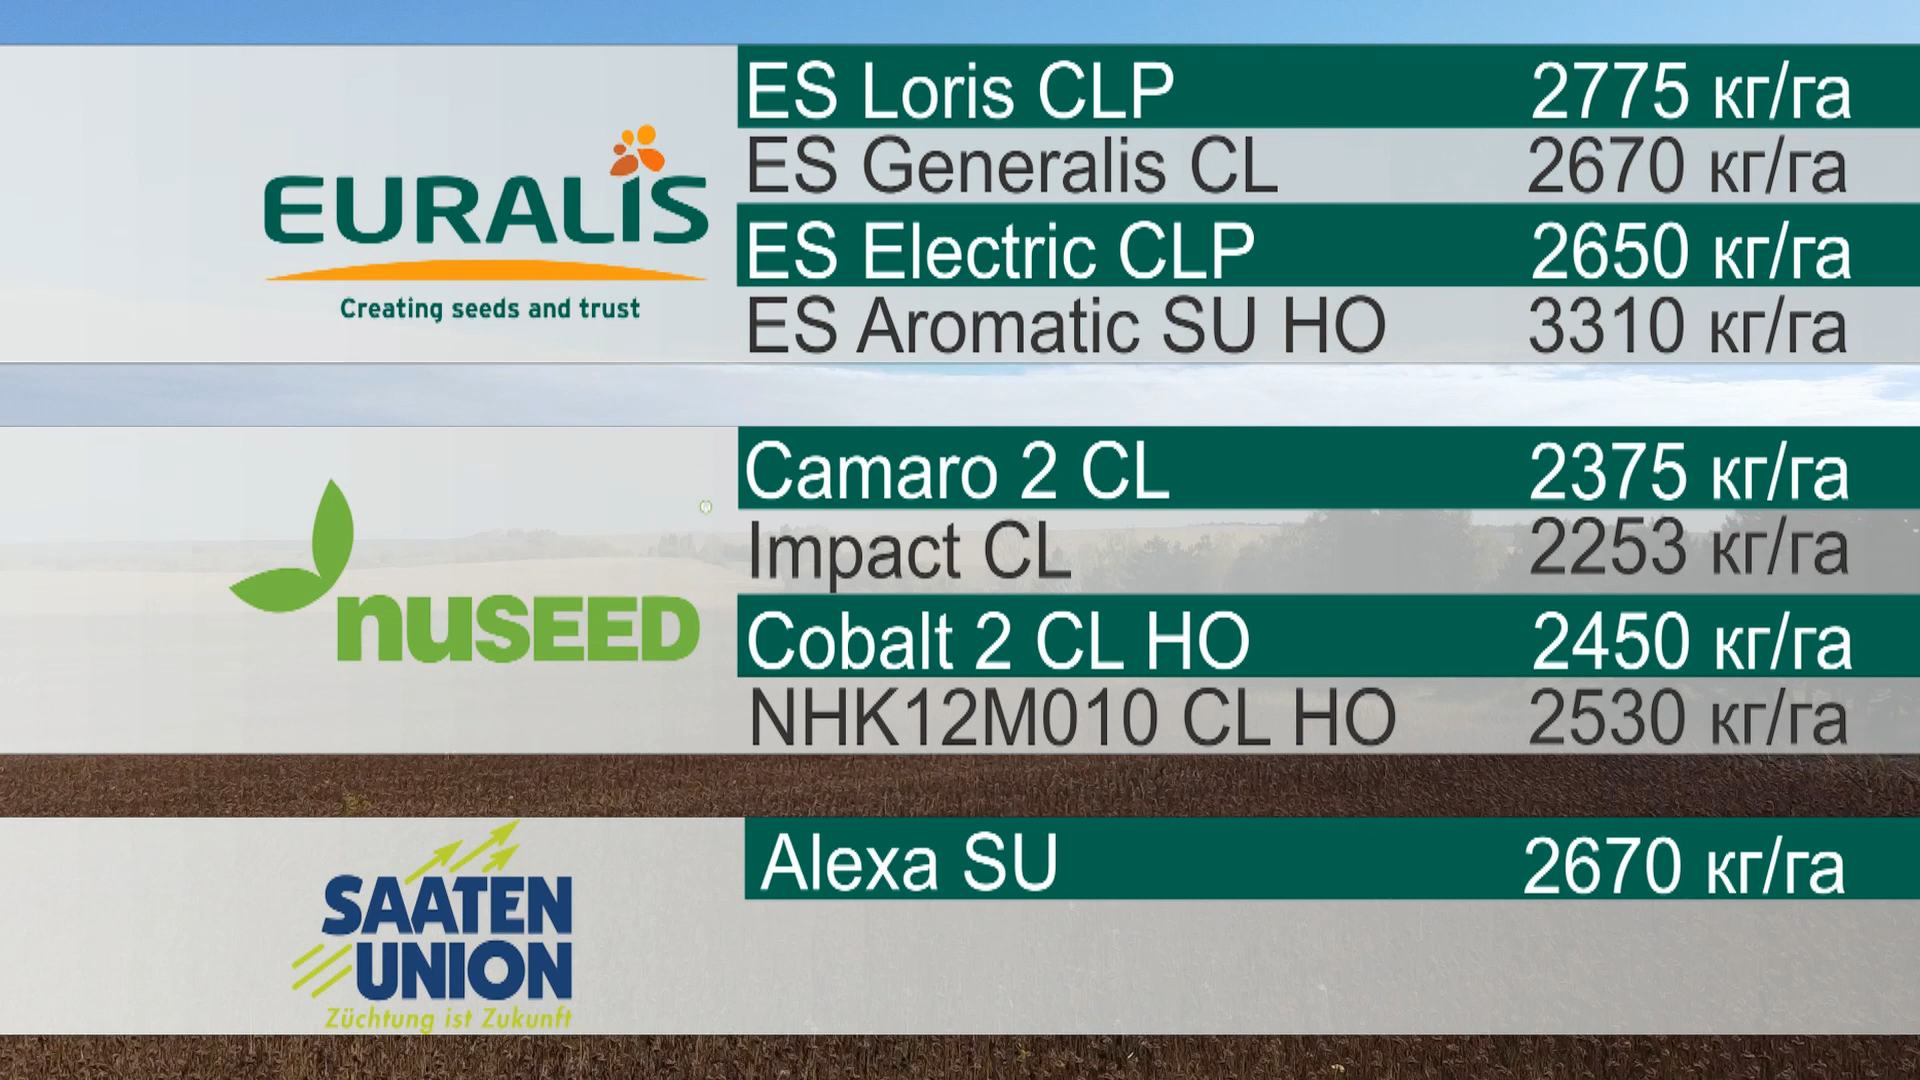 EURALIS
Creating seeds and trust
ES Loris CLP 2775 кг/га
ES Generalis CL 2670 кг/га
ES Electric CLP 2650 кг/га
ES Aromatic SU HO 3310 кг/га
nuSEED
Camaro 2 CL 2375 кг/га
Impact CL 2253 кг/га
Cobalt 2 CL HO 2450 кг/га
NHK12M010 CL HO 2530 кг/га
SAATEN
UNION
Züchtung ist Zukunft
Alexa SU 2670 кг/га